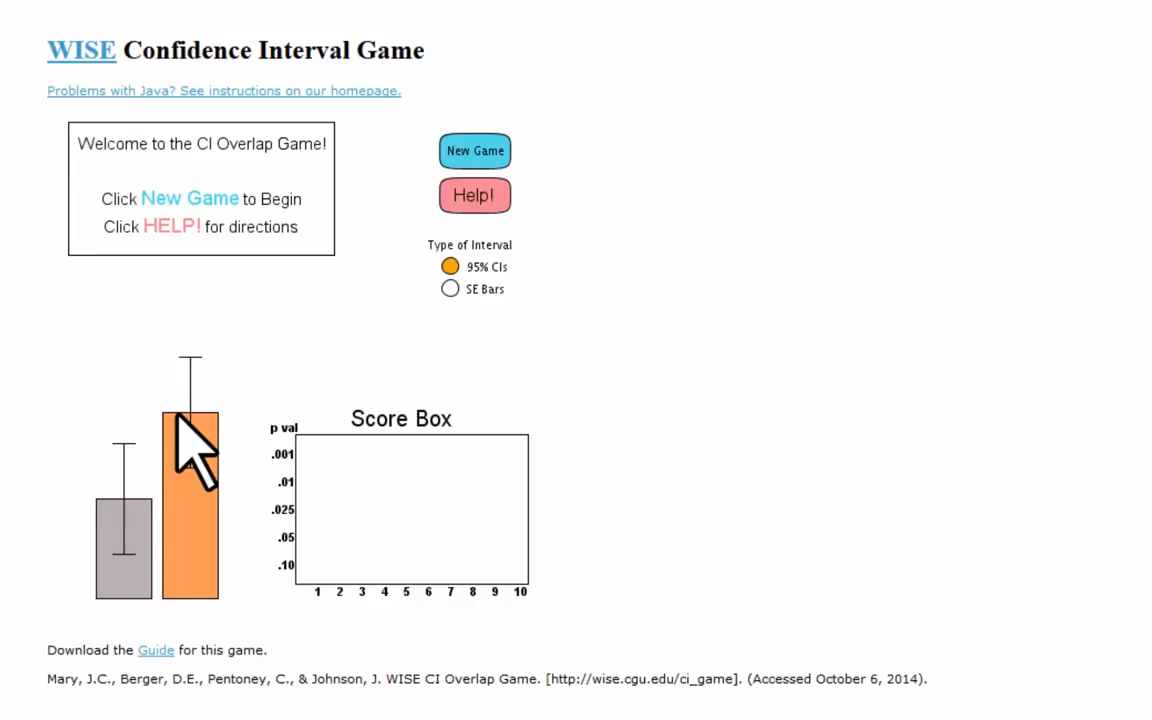 WISE Confidence Interval Game
Problems with Java? See instructions on our homepage.
Welcome to the CI Overlap Game!
Click New Game to Begin
Click HELP! for directions
New Game
Help!
Type of Interval
95% CIs
SE Bars
Score Box
p val
.001
.01
.025
.05
.10
1 2 3 4 5 6 7 8 9 10
Download the Guide for this game.
Mary, J.C., Berger, D.E., Pentoney, C., & Johnson, J. WISE CI Overlap Game. [http://wise.cgu.edu/ci_game]. (Accessed October 6, 2014).